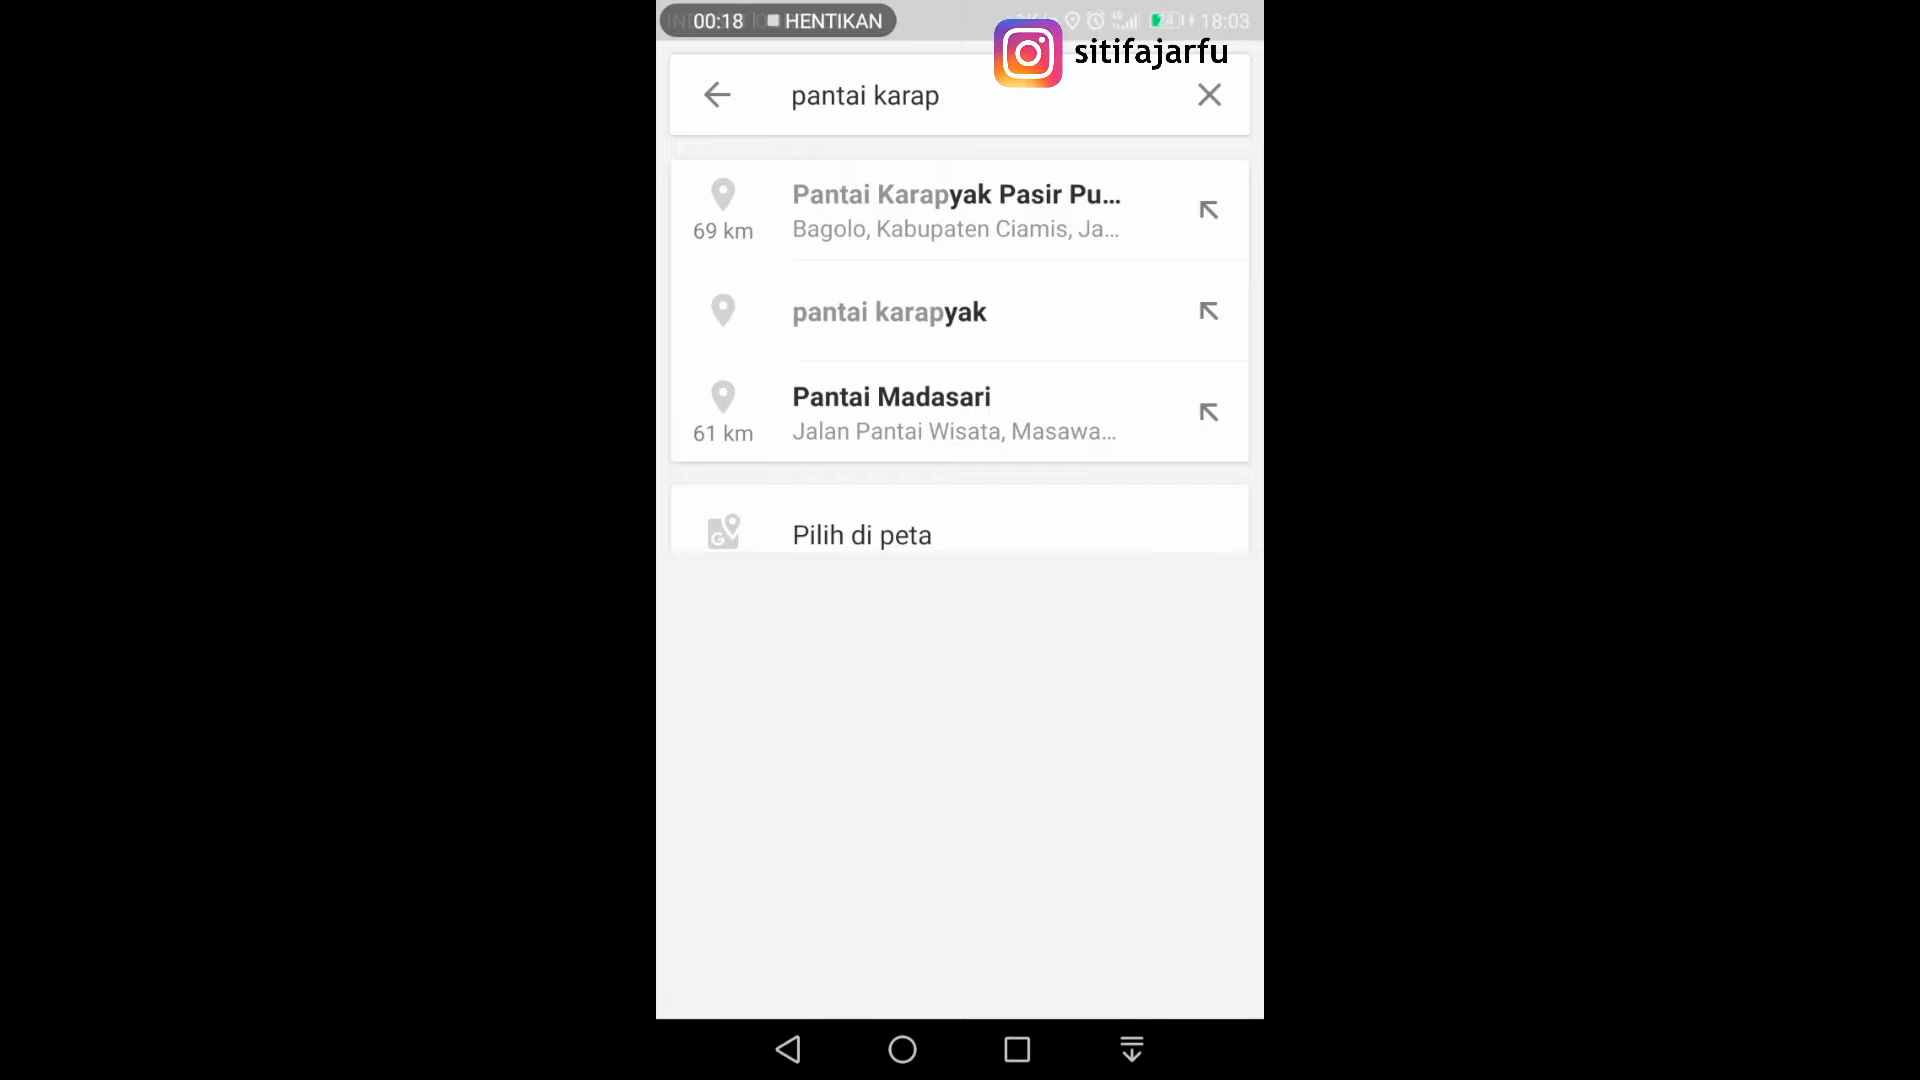 00:18 HENTIKAN
24
18:03
sitifajarfu
pantai karap
Pantai Karapyak Pasir Pu...
69 km
Bagolo, Kabupaten Ciamis, Ja...
pantai karapyak
Pantai Madasari
61 km
Jalan Pantai Wisata, Masawa...
Pilih di peta